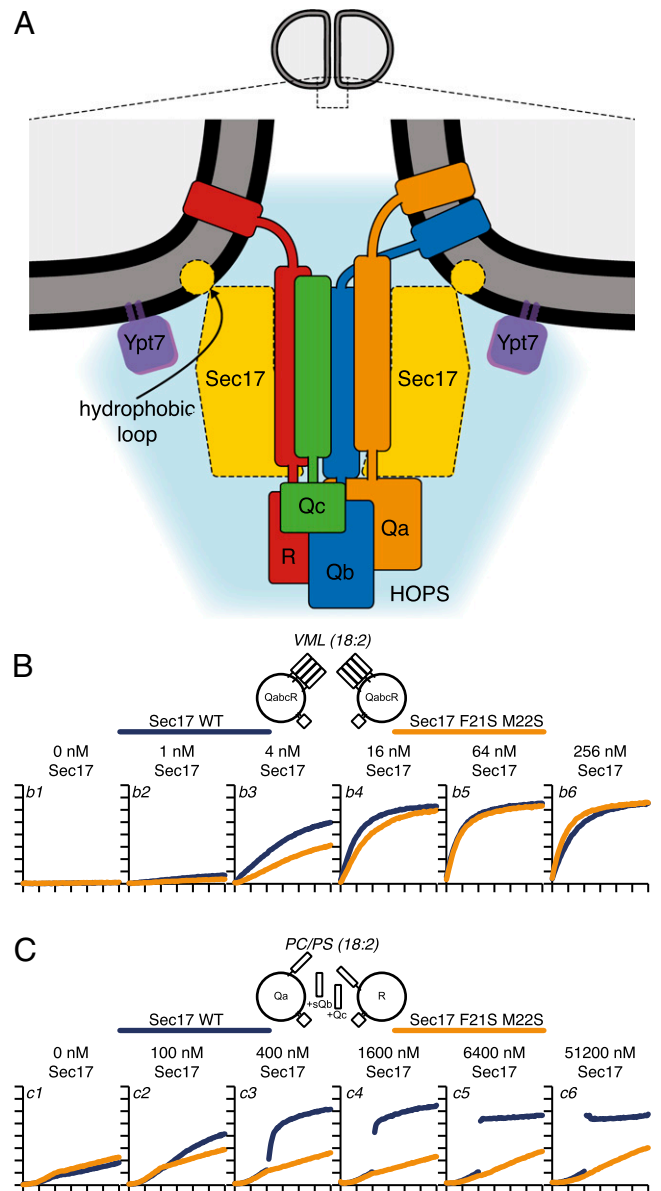 A
Ypt7
Ypt7
Sec17
Sec17
hydrophobic
loop
Qc
Qa
R
Qb
HOPS
B
VML (18:2)
QabcR
QabcR
Sec17 WT
Sec17 F21S M22S
0 nM
Sec17
1 nM
Sec17
4 nM
Sec17
16 nM
Sec17
64 nM
Sec17
256 nM
Sec17
b1
b2
b3
b4
b5
b6
C
PC/PS (18:2)
Qa
+sQb
+Qc
R
Sec17 WT
Sec17 F21S M22S
0 nM
Sec17
100 nM
Sec17
400 nM
Sec17
1600 nM
Sec17
6400 nM
Sec17
51200 nM
Sec17
c1
c2
c3
c4
c5
c6